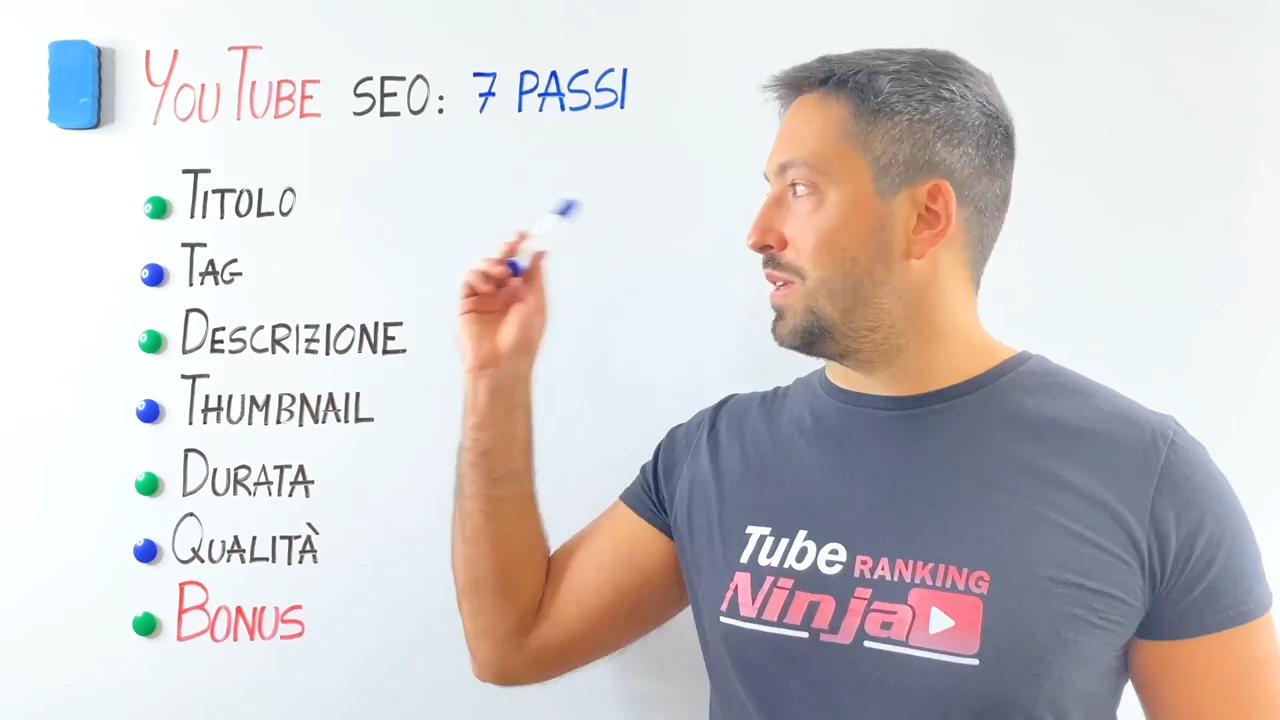 YOUTUBE SEO: 7 PASSI
TITOLO
TAG
DESCRIZIONE
THUMBNAIL
DURATA
QUALITÀ
BONUS
Tube RANKING
Ninja